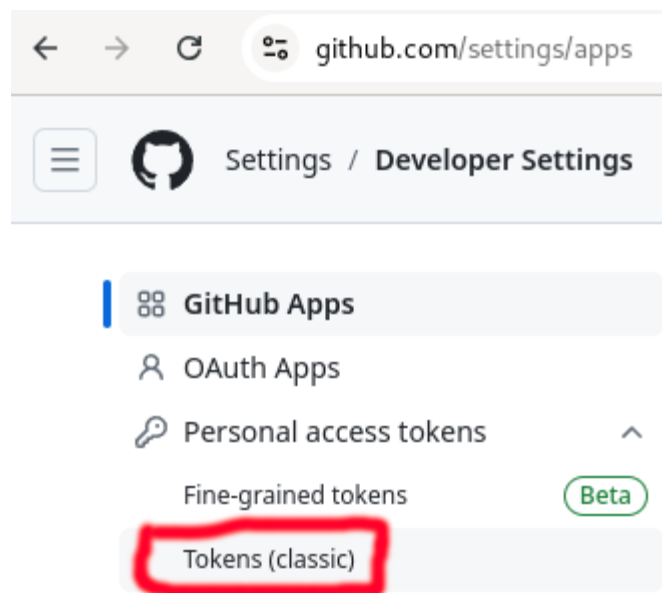 github.com/settings/apps
Settings / Developer Settings
GitHub Apps
OAuth Apps
Personal access tokens
Fine-grained tokens Beta
Tokens (classic)